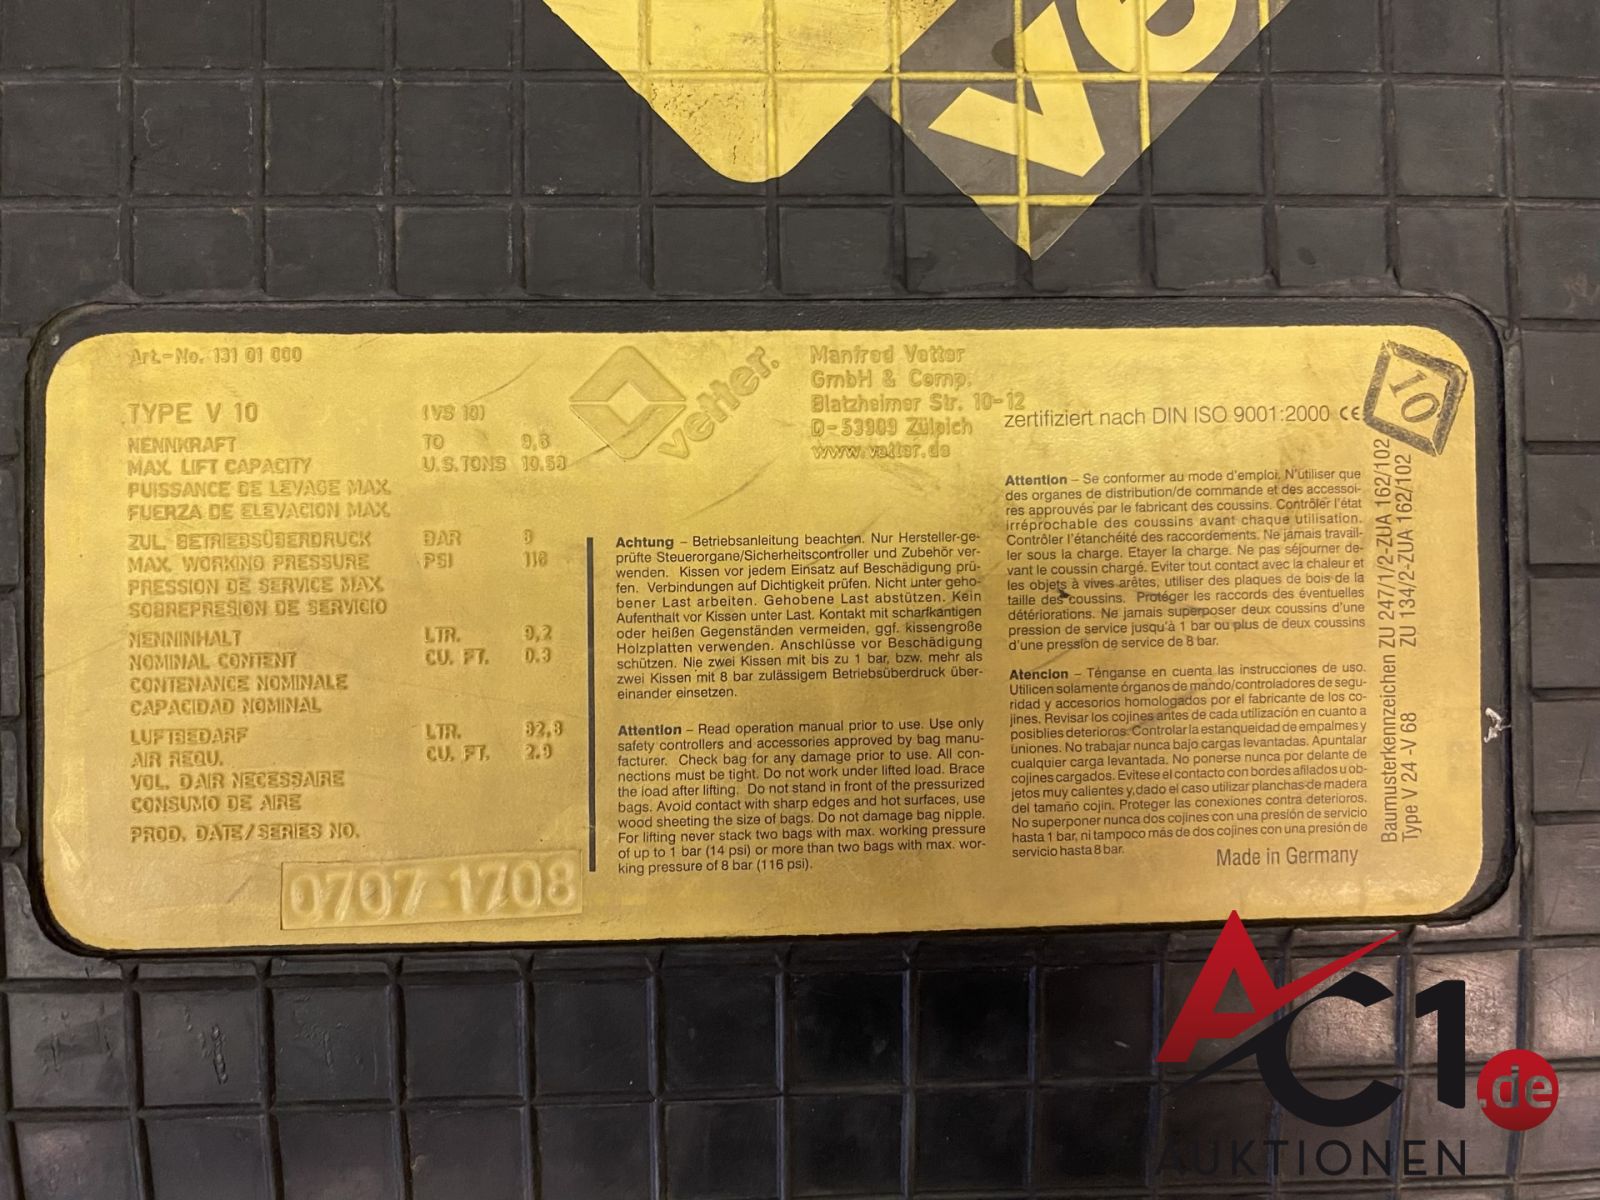 Ve
Art.-No. 131 01 000
TYPE V 10 (VS 10)
NENNKRAFT TO 9,6
MAX. LIFT CAPACITY U.S.TONS 10.58
PUISSANCE DE LEVAGE MAX.
FUERZA DE ELEVACION MAX.
ZUL. BETRIEBSÜBERDRUCK BAR 8
MAX. WORKING PRESSURE PSI 116
PRESSION DE SERVICE MAX.
SOBREPRESION DE SERVICIO
NENNINHALT LTR. 9,2
NOMINAL CONTENT CU. FT. 0.3
CONTENANCE NOMINALE
CAPACIDAD NOMINAL
LUFTBEDARF LTR. 82,8
AIR REQU. CU. FT. 2.9
VOL. D'AIR NECESSAIRE
CONSUMO DE AIRE
PROD. DATE/SERIES NO.
0707 1708
vetter.
Manfred Vetter
GmbH & Comp.
Blatzheimer Str. 10-12
D-53909 Zülpich
www.vetter.de
zertifiziert nach DIN ISO 9001:2000 CE
10
Achtung – Betriebsanleitung beachten. Nur Hersteller-ge-
prüfte Steuerorgane/Sicherheitscontroller und Zubehör ver-
wenden. Kissen vor jedem Einsatz auf Beschädigung prü-
fen. Verbindungen auf Dichtigkeit prüfen. Nicht unter geho-
bener Last arbeiten. Gehobene Last abstützen. Kein
Aufenthalt vor Kissen unter Last. Kontakt mit scharfkantigen
oder heißen Gegenständen vermeiden, ggf. kissengroße
Holzplatten verwenden. Anschlüsse vor Beschädigung
schützen. Nie zwei Kissen mit bis zu 1 bar, bzw. mehr als
zwei Kissen mit 8 bar zulässigem Betriebsüberdruck über-
einander einsetzen.
Attention – Read operation manual prior to use. Use only
safety controllers and accessories approved by bag manu-
facturer. Check bag for any damage prior to use. All con-
nections must be tight. Do not work under lifted load. Brace
the load after lifting. Do not stand in front of the pressurized
bags. Avoid contact with sharp edges and hot surfaces, use
wood sheeting the size of bags. Do not damage bag nipple.
For lifting never stack two bags with max. working pressure
of up to 1 bar (14 psi) or more than two bags with max. wor-
king pressure of 8 bar (116 psi).
Attention – Se conformer au mode d'emploi. N'utiliser que
des organes de distribution/de commande et des accessoi-
res approuvés par le fabricant des coussins. Contrôler l'état
irréprochable des coussins avant chaque utilisation.
Contrôler l'étanchéité des raccordements. Ne jamais travail-
ler sous la charge. Etayer la charge. Ne pas séjourner de-
vant le coussin chargé. Eviter tout contact avec la chaleur et
les objets à vives arêtes, utiliser des plaques de bois de la
taille des coussins. Protéger les raccords des éventuelles
détériorations. Ne jamais superposer deux coussins d'une
pression de service jusqu'à 1 bar ou plus de deux coussins
d'une pression de service de 8 bar.
Atencion – Ténganse en cuenta las instrucciones de uso.
Utilicen solamente órganos de mando/controladores de segu-
ridad y accesorios homologados por el fabricante de los co-
jines. Revisar los cojines antes de cada utilización en cuanto a
posiblies deterioros. Controlar la estanqueidad de empalmes y
uniones. No trabajar nunca bajo cargas levantadas. Apuntalar
cualquier carga levantada. No ponerse nunca por delante de
cojines cargados. Evítese el contacto con bordes afilados u ob-
jetos muy calientes y, dado el caso utilizar planchas de madera
del tamaño cojin. Proteger las conexiones contra deterioros.
No superponer nunca dos cojines con una presión de servicio
hasta 1 bar, ni tampoco más de dos cojines con una presión de
servicio hasta 8 bar.
Made in Germany
Baumusterkennzeichen ZU 247/1/2-ZUA 162/102
Type V 24 -V 68 ZU 134/2-ZUA 162/102
AC1.de
AUKTIONEN